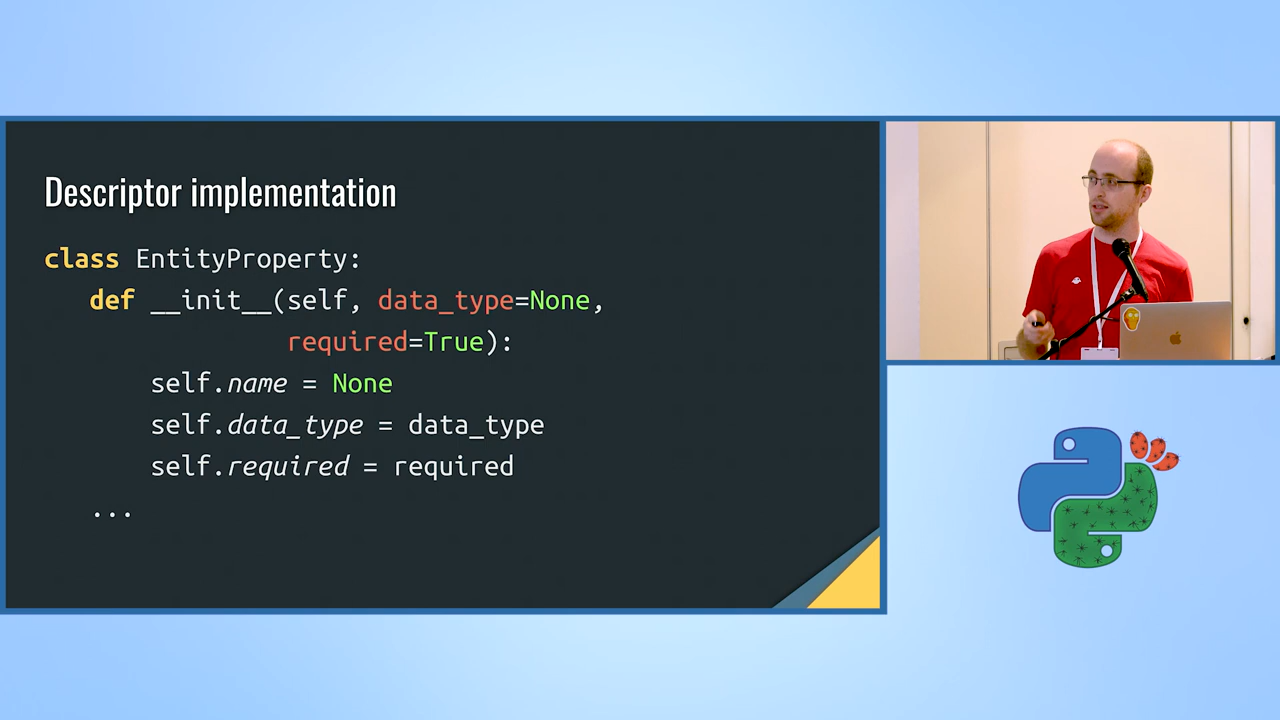 Descriptor implementation
class EntityProperty:
def __init__(self, data_type=None,
required=True):
self.name = None
self.data_type = data_type
self.required = required
...